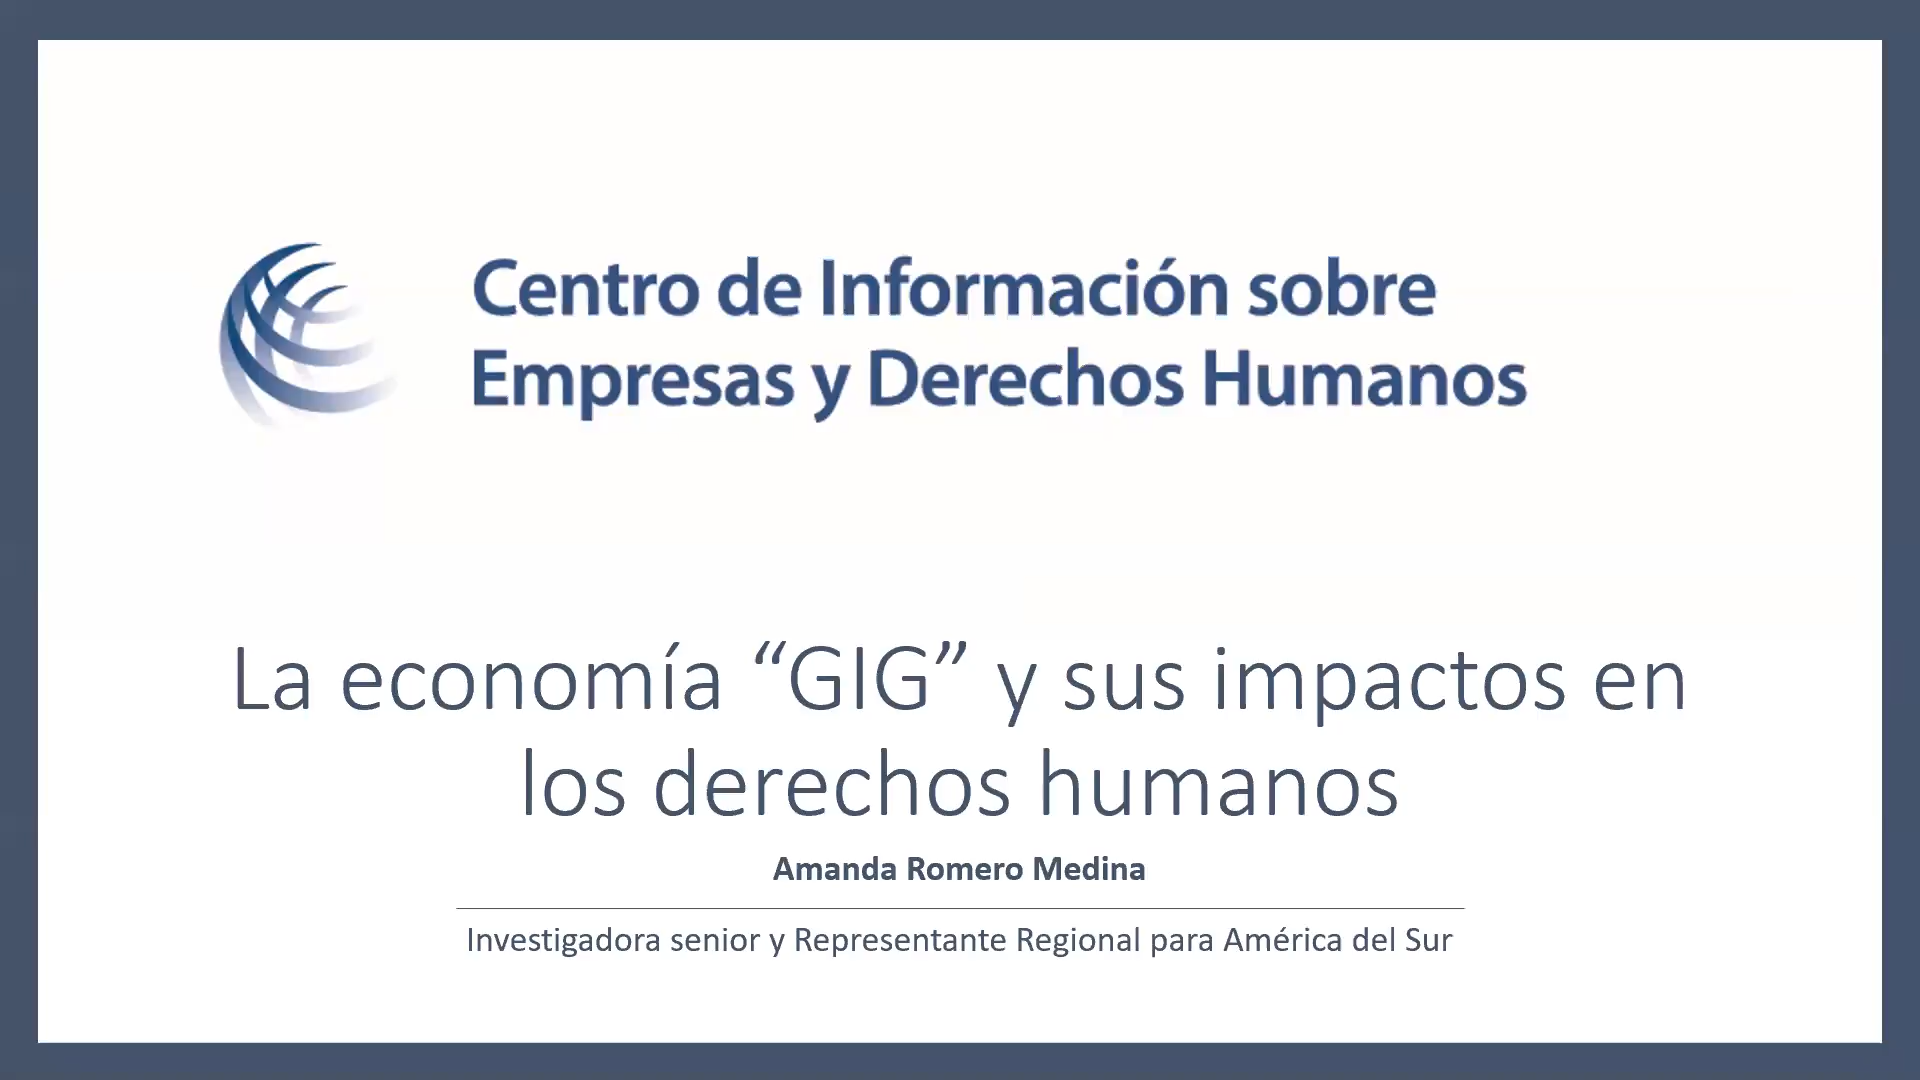 Centro de Información sobre
Empresas y Derechos Humanos
La economía “GIG” y sus impactos en
los derechos humanos
Amanda Romero Medina
Investigadora senior y Representante Regional para América del Sur